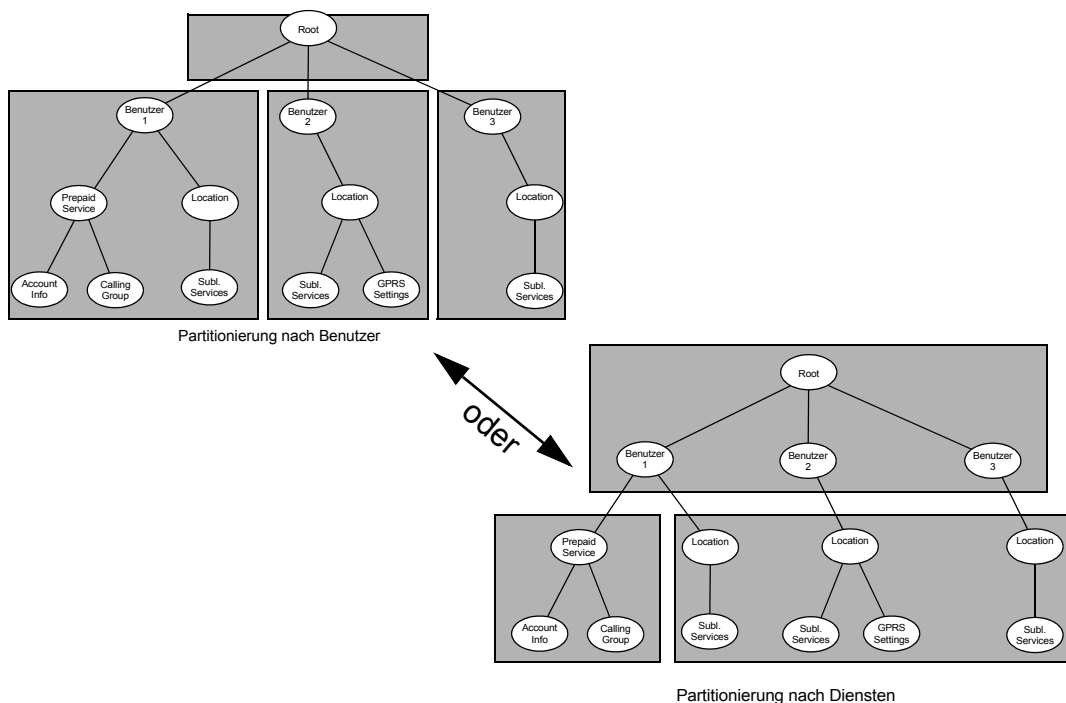 Root
Benutzer
1
Benutzer
2
Benutzer
3
Prepaid
Service
Location
Location
Location
Account
Info
Calling
Group
Subl.
Services
Subl.
Services
GPRS
Settings
Subl.
Services
Partitionierung nach Benutzer
oder
Root
Benutzer
1
Benutzer
2
Benutzer
3
Prepaid
Service
Location
Location
Location
Account
Info
Calling
Group
Subl.
Services
Subl.
Services
GPRS
Settings
Subl.
Services
Partitionierung nach Diensten